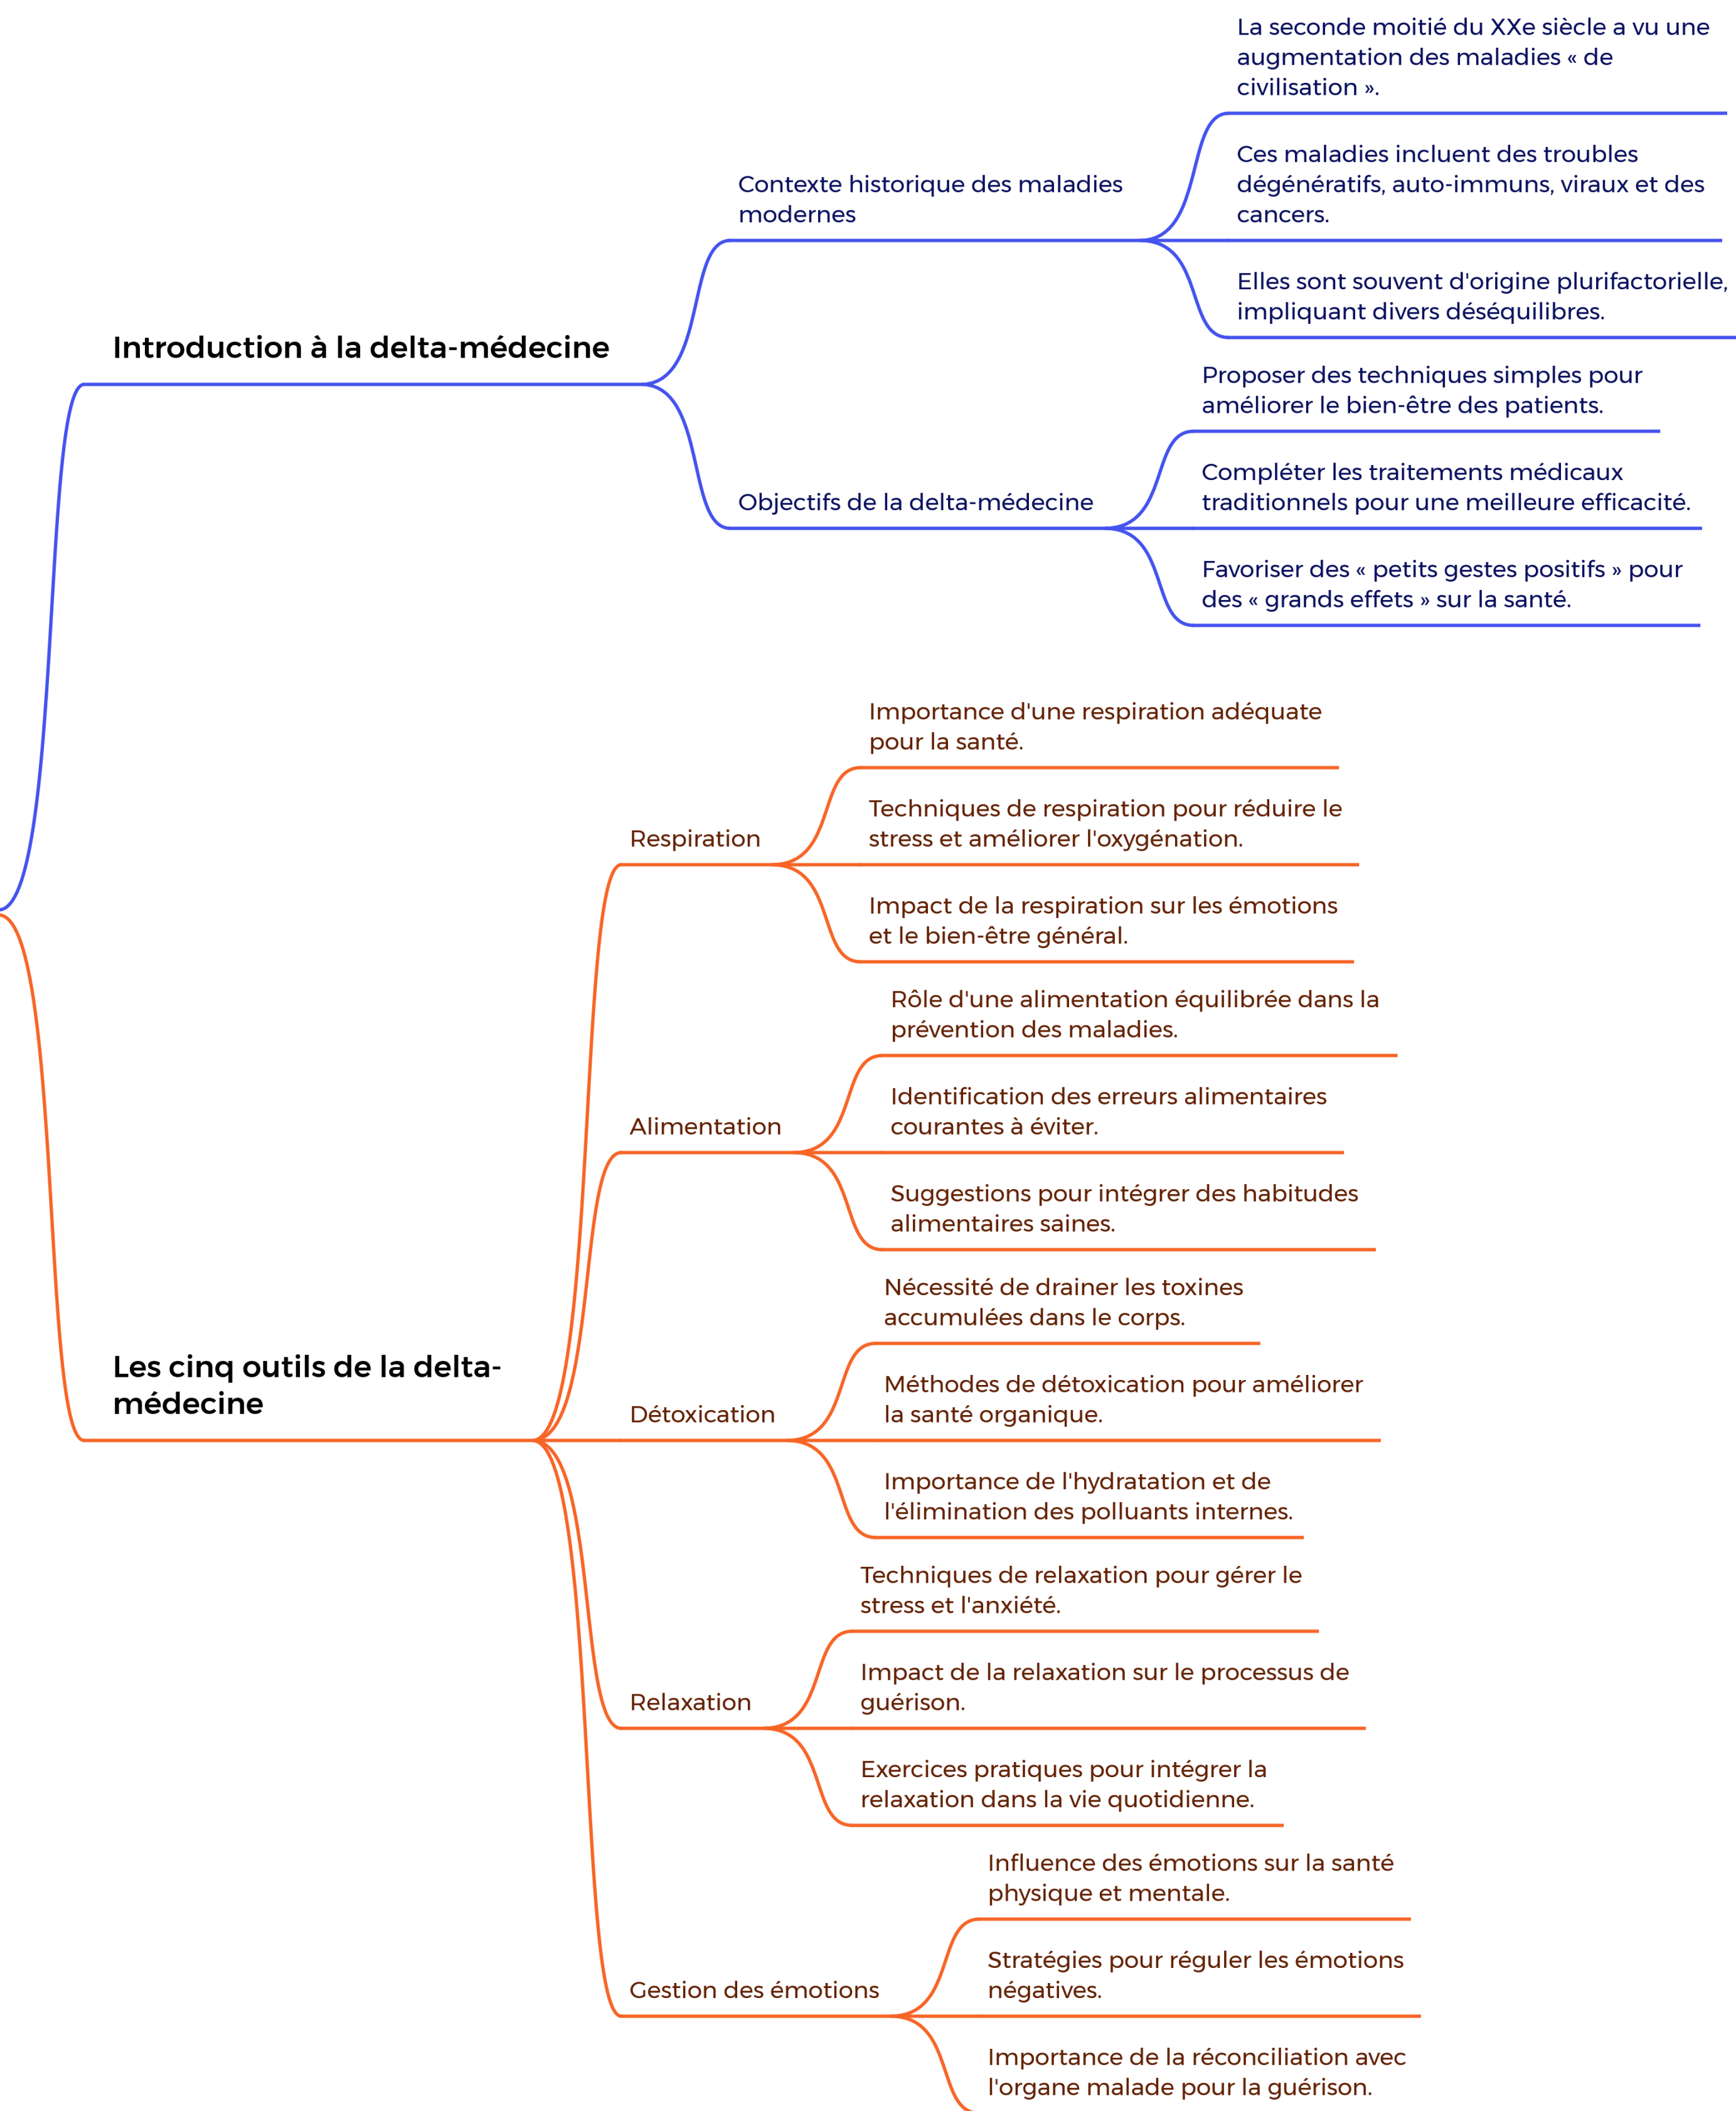 Introduction à la delta-médecine
Contexte historique des maladies
modernes
La seconde moitié du XXe siècle a vu une
augmentation des maladies « de
civilisation ».
Ces maladies incluent des troubles
dégénératifs, auto-immuns, viraux et des
cancers.
Elles sont souvent d'origine plurifactorielle,
impliquant divers déséquilibres.
Objectifs de la delta-médecine
Proposer des techniques simples pour
améliorer le bien-être des patients.
Compléter les traitements médicaux
traditionnels pour une meilleure efficacité.
Favoriser des « petits gestes positifs » pour
des « grands effets » sur la santé.
Les cinq outils de la delta-
médecine
Respiration
Importance d'une respiration adéquate
pour la santé.
Techniques de respiration pour réduire le
stress et améliorer l'oxygénation.
Impact de la respiration sur les émotions
et le bien-être général.
Alimentation
Rôle d'une alimentation équilibrée dans la
prévention des maladies.
Identification des erreurs alimentaires
courantes à éviter.
Suggestions pour intégrer des habitudes
alimentaires saines.
Détoxication
Nécessité de drainer les toxines
accumulées dans le corps.
Méthodes de détoxication pour améliorer
la santé organique.
Importance de l'hydratation et de
l'élimination des polluants internes.
Relaxation
Techniques de relaxation pour gérer le
stress et l'anxiété.
Impact de la relaxation sur le processus de
guérison.
Exercices pratiques pour intégrer la
relaxation dans la vie quotidienne.
Gestion des émotions
Influence des émotions sur la santé
physique et mentale.
Stratégies pour réguler les émotions
négatives.
Importance de la réconciliation avec
l'organe malade pour la guérison.